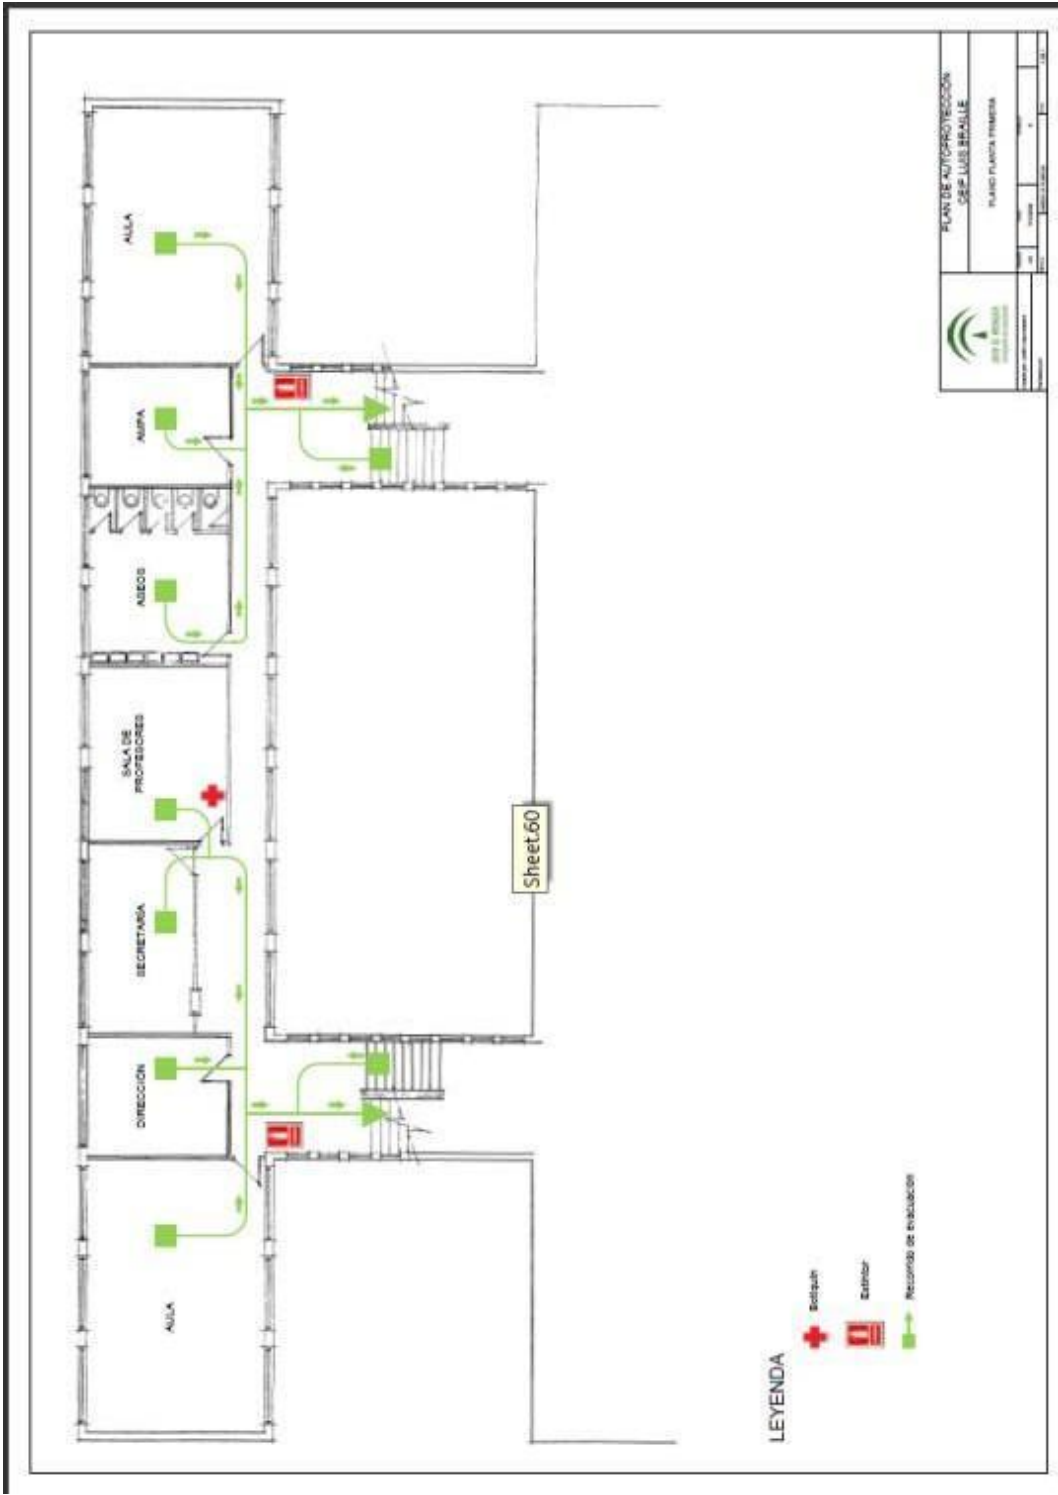 PLAN DE AUTOPROTECCIÓN
CEIP LUIS BRAILLE
PLANO PLANTA PRIMERA
AULA
DIRECCIÓN
SECRETARÍA
SALA DE
PROFESORES
ASEOS
AMPA
AULA
Sheet.60
LEYENDA
Botiquín
Extintor
Recorrido de evacuación